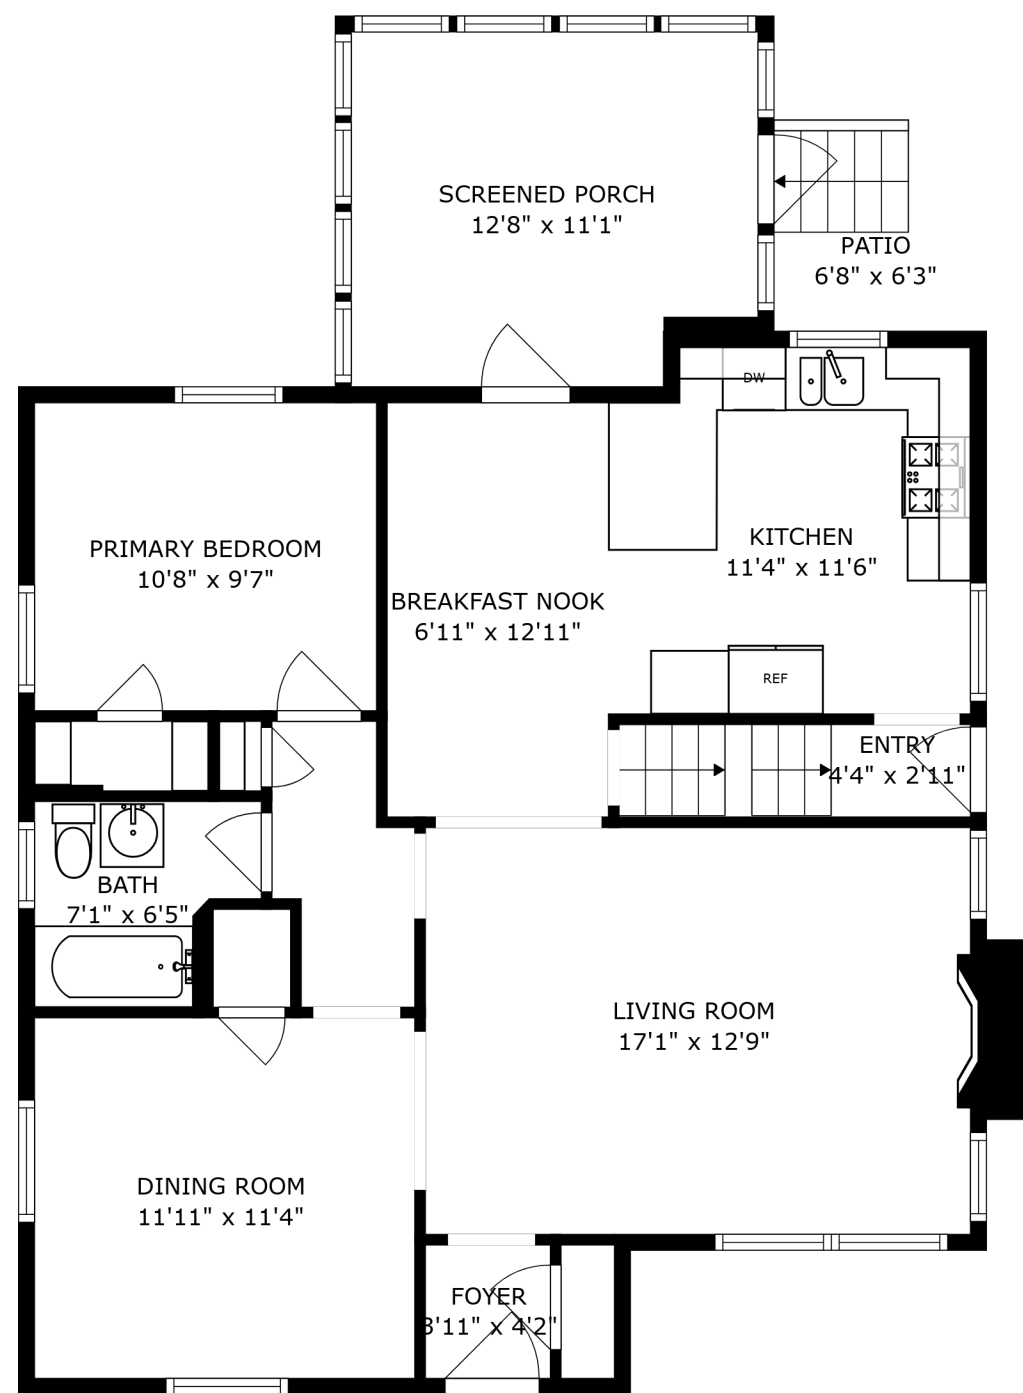 SCREENED PORCH
12'8" x 11'1"
PATIO
6'8" x 6'3"
DW
KITCHEN
11'4" x 11'6"
PRIMARY BEDROOM
10'8" x 9'7"
BREAKFAST NOOK
6'11" x 12'11"
REF
ENTRY
4'4" x 2'11"
BATH
7'1" x 6'5"
LIVING ROOM
17'1" x 12'9"
DINING ROOM
11'11" x 11'4"
FOYER
3'11" x 4'2"